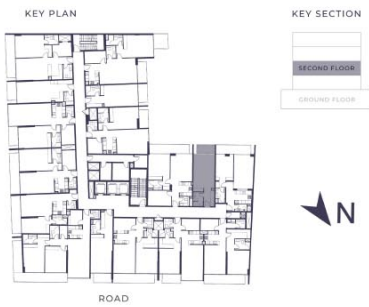 KEY PLAN
KEY SECTION
SECOND FLOOR
GROUND FLOOR
N
ROAD